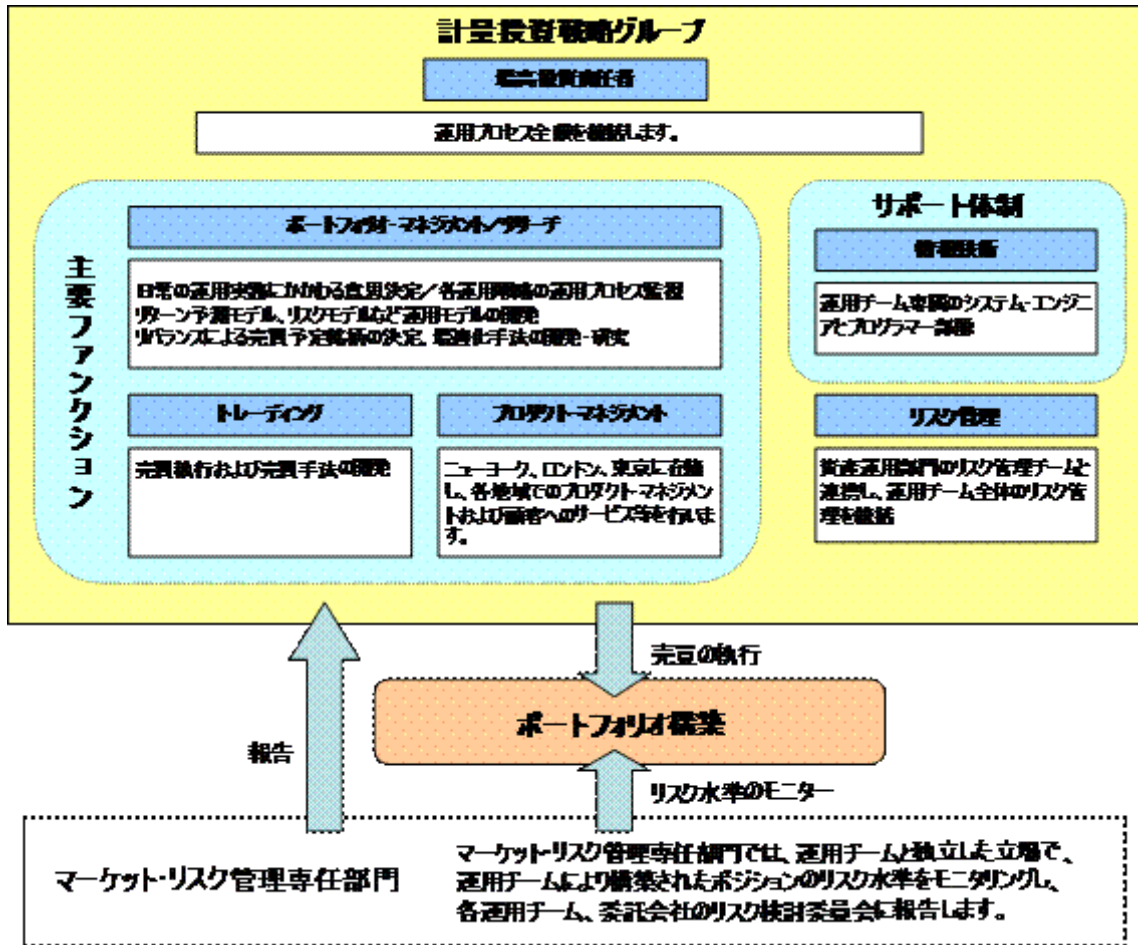 計量投資戦略グループ
最高投資責任者
運用プロセス全般を統括します。
主要ファンクション
ポートフォリオ・マネジメント／リサーチ
日常の運用実務にかかわる意思決定／各運用戦略の運用プロセス監視
リターン予測モデル、リスクモデルなど運用モデルの開発
リバランスによる売買予定銘柄の決定、最適化手法の開発・研究
トレーディング
売買執行および売買手法の開発
プロダクト・マネジメント
ニューヨーク、ロンドン、東京に在籍
し、各地域でのプロダクト・マネジメン
トおよび顧客へのサービス等を行いま
す。
サポート体制
運用チーム専属のシステム・エンジニ
アとプログラマー部隊
リスク管理
資産運用部門のリスク管理チームと
連携し、運用チーム全体のリスク管
理を統括
売買の執行
ポートフォリオ構築
報告
リスク水準のモニター
マーケット・リスク管理専任部門
マーケット・リスク管理専任部門では、運用チームと独立した立場で、
運用チームにより構築されたポジションのリスク水準をモニタリングし、
各運用チーム、委託会社のリスク検討委員会に報告します。